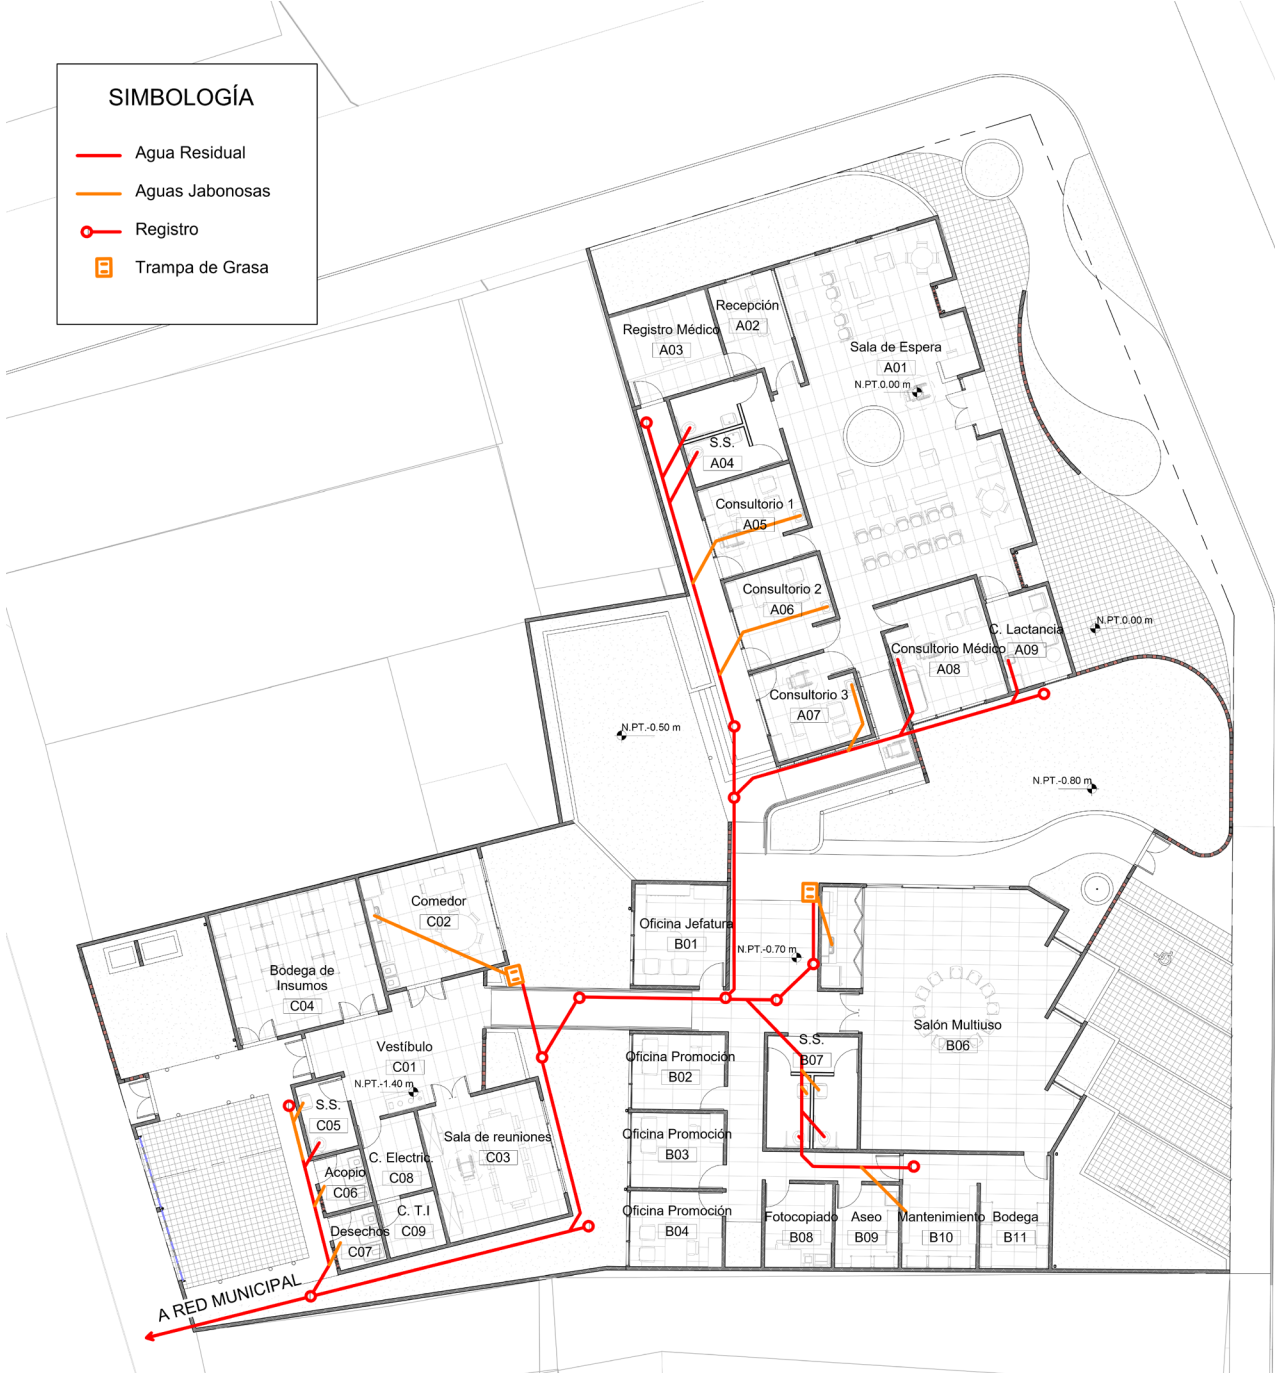 SIMBOLOGÍA
Agua Residual
Aguas Jabonosas
Registro
Trampa de Grasa
Recepción
A02
Registro Médico
A03
Sala de Espera
A01
N.PT.0.00 m
S.S.
A04
Consultorio 1
A05
Consultorio 2
A06
C. Lactancia
A09
N.PT.0.00 m
Consultorio Médico
A08
Consultorio 3
A07
N.PT.-0.50 m
N.PT.-0.80 m
Comedor
C02
Oficina Jefatura
B01
N.PT.-0.70 m
Bodega de
Insumos
C04
Salón Multiuso
B06
Vestíbulo
C01
N.PT.-1.40 m
Oficina Promoción
B02
S.S.
B07
S.S.
C05
Sala de reuniones
C03
Oficina Promoción
B03
C. Electric.
C08
Acopio
C06
C. T.I
C09
Desechos
C07
Oficina Promoción
B04
Fotocopiado
B08
Aseo
B09
Mantenimiento
B10
Bodega
B11
A RED MUNICIPAL